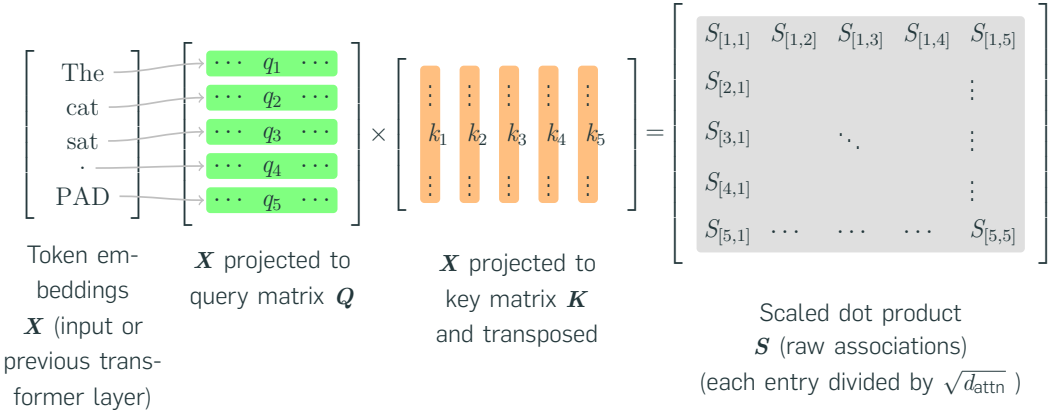 The
cat
sat
.
PAD
Token em-
beddings
X (input or
previous trans-
former layer)
⋯ q₁ ⋯
⋯ q₂ ⋯
⋯ q₃ ⋯
⋯ q₄ ⋯
⋯ q₅ ⋯
X projected to
query matrix Q
×
⋮ ⋮ ⋮ ⋮ ⋮
k₁ k₂ k₃ k₄ k₅
⋮ ⋮ ⋮ ⋮ ⋮
X projected to
key matrix K
and transposed
=
S[1,1] S[1,2] S[1,3] S[1,4] S[1,5]
S[2,1] ⋮
S[3,1] ⋱ ⋮
S[4,1] ⋮
S[5,1] ⋯ ⋯ ⋯ S[5,5]
Scaled dot product
S (raw associations)
(each entry divided by √d_attn )